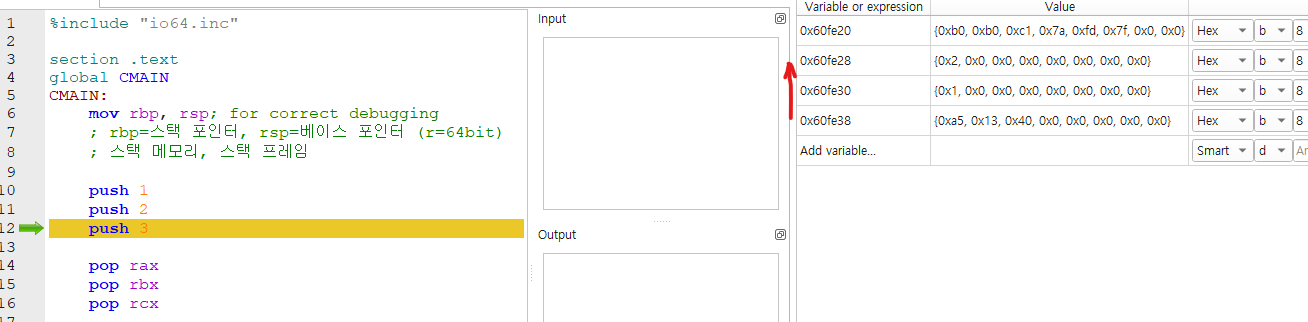 1 %include "io64.inc"
2
3 section .text
4 global CMAIN
5 CMAIN:
6 mov rbp, rsp; for correct debugging
7 ; rbp=스택 포인터, rsp=베이스 포인터 (r=64bit)
8 ; 스택 메모리, 스택 프레임
9
10 push 1
11 push 2
12 push 3
13
14 pop rax
15 pop rbx
16 pop rcx
17
Input
Output
Variable or expression Value
0x60fe20 {0xb0, 0xb0, 0xc1, 0x7a, 0xfd, 0x7f, 0x0, 0x0} Hex b 8
0x60fe28 {0x2, 0x0, 0x0, 0x0, 0x0, 0x0, 0x0, 0x0} Hex b 8
0x60fe30 {0x1, 0x0, 0x0, 0x0, 0x0, 0x0, 0x0, 0x0} Hex b 8
0x60fe38 {0xa5, 0x13, 0x40, 0x0, 0x0, 0x0, 0x0, 0x0} Hex b 8
Add variable... Smart d Ar